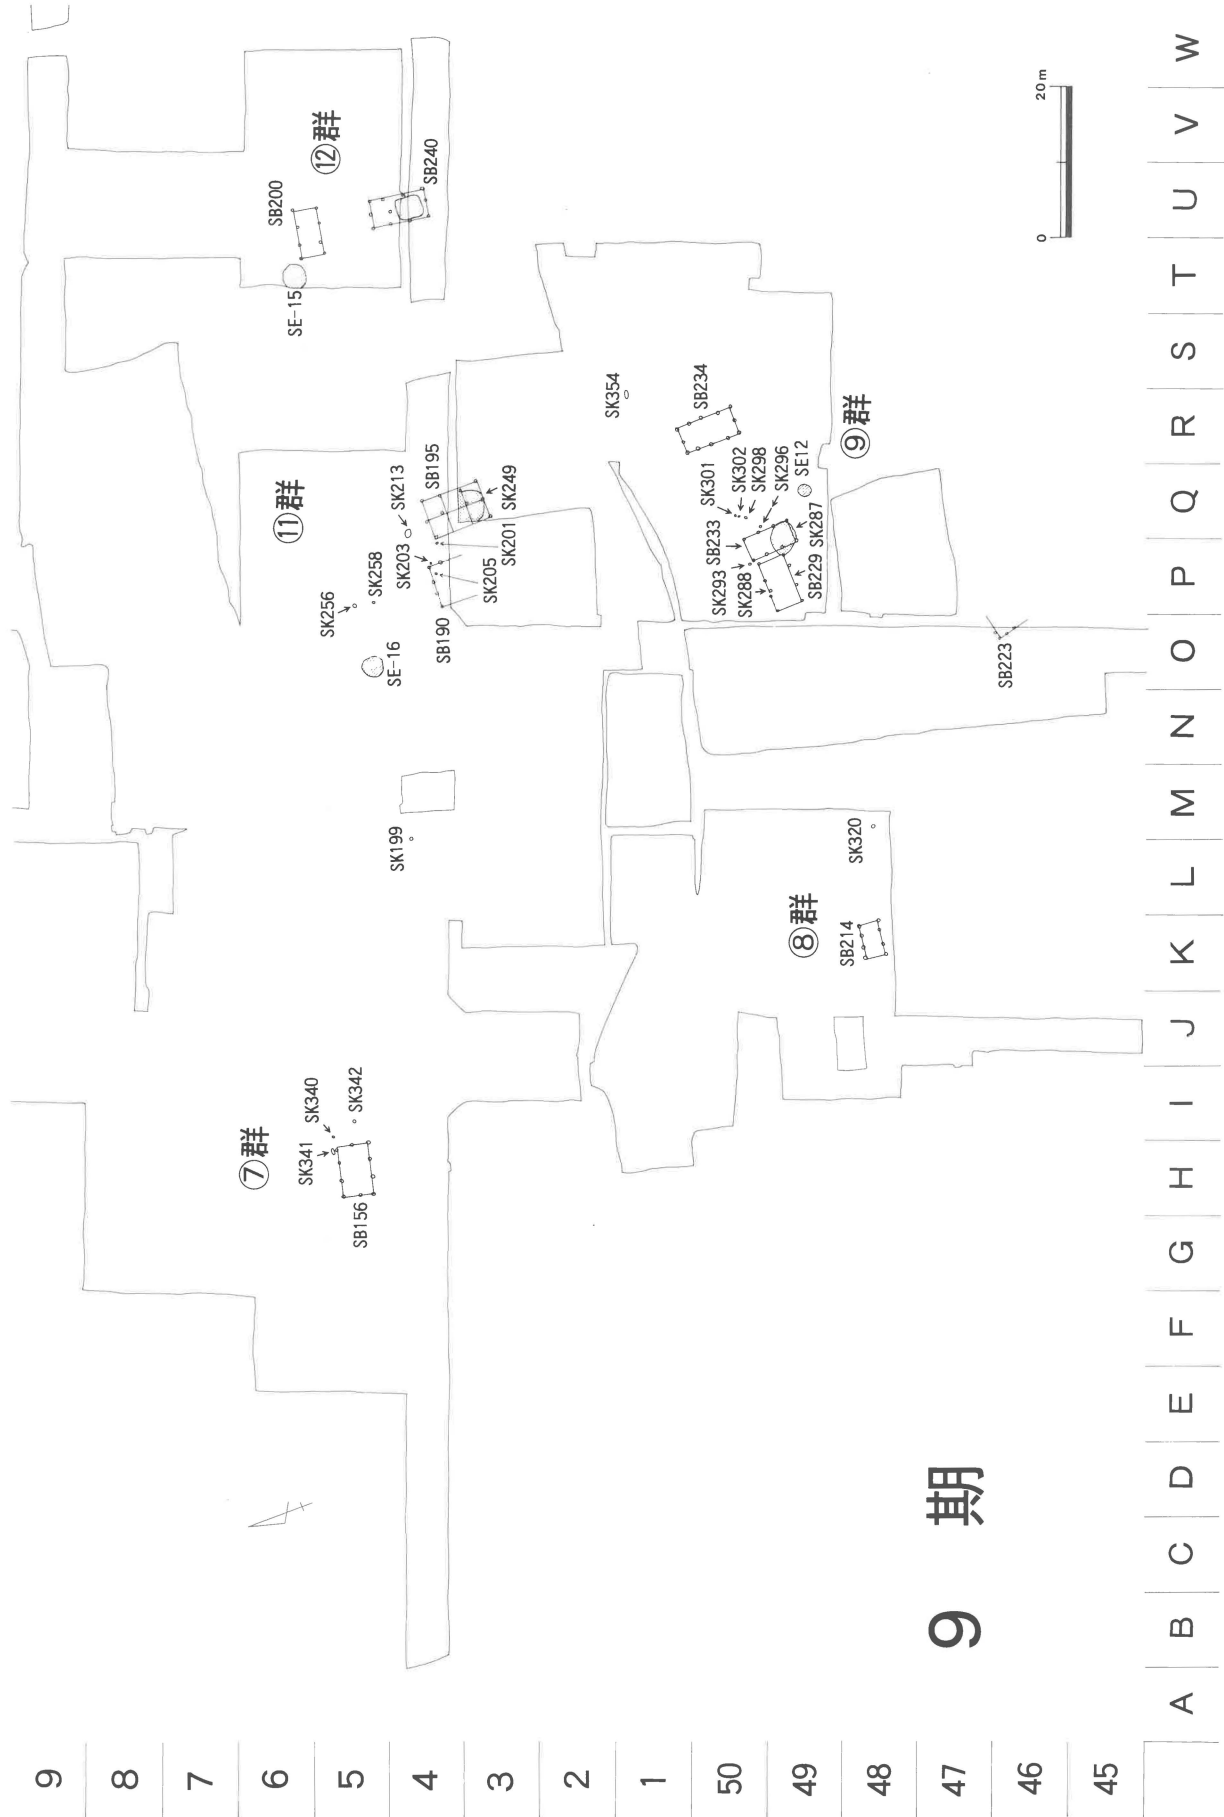 9 期
⑦群
SK340
SK341
SK342
SB156
⑧群
SB214
SK320
SK199
⑪群
SK256
SK258
SE-16
SK203
SK213
SB190
SB195
SK205
SK201
SK249
⑫群
SB200
SE-15
SB240
⑨群
SK354
SB234
SK301
SK302
SK298
SK296
SE12
SB233
SK293
SK288
SK287
SB229
SB223
0 20m
9
8
7
6
5
4
3
2
1
50
49
48
47
46
45
A B C D E F G H I J K L M N O P Q R S T U V W